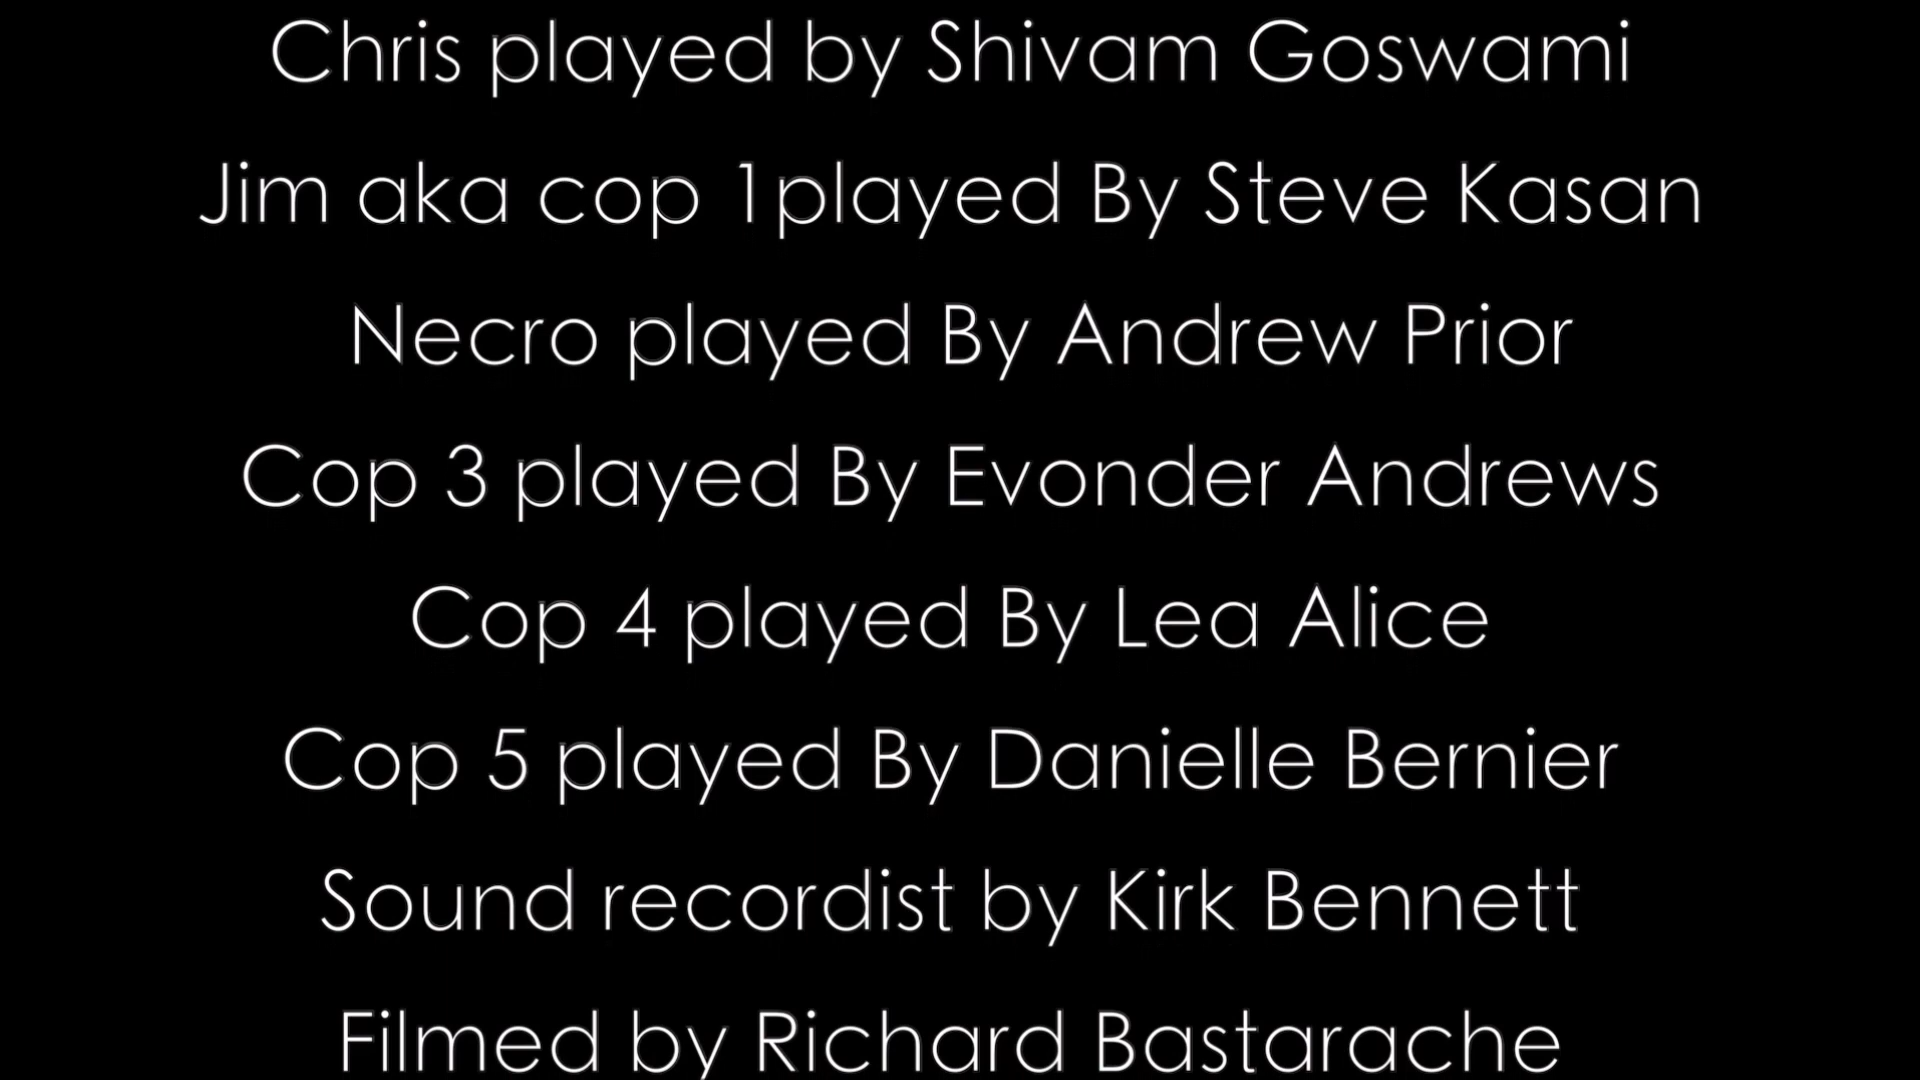 Chris played by Shivam Goswami
Jim aka cop 1played By Steve Kasan
Necro played By Andrew Prior
Cop 3 played By Evonder Andrews
Cop 4 played By Lea Alice
Cop 5 played By Danielle Bernier
Sound recordist by Kirk Bennett
Filmed by Richard Bastarache